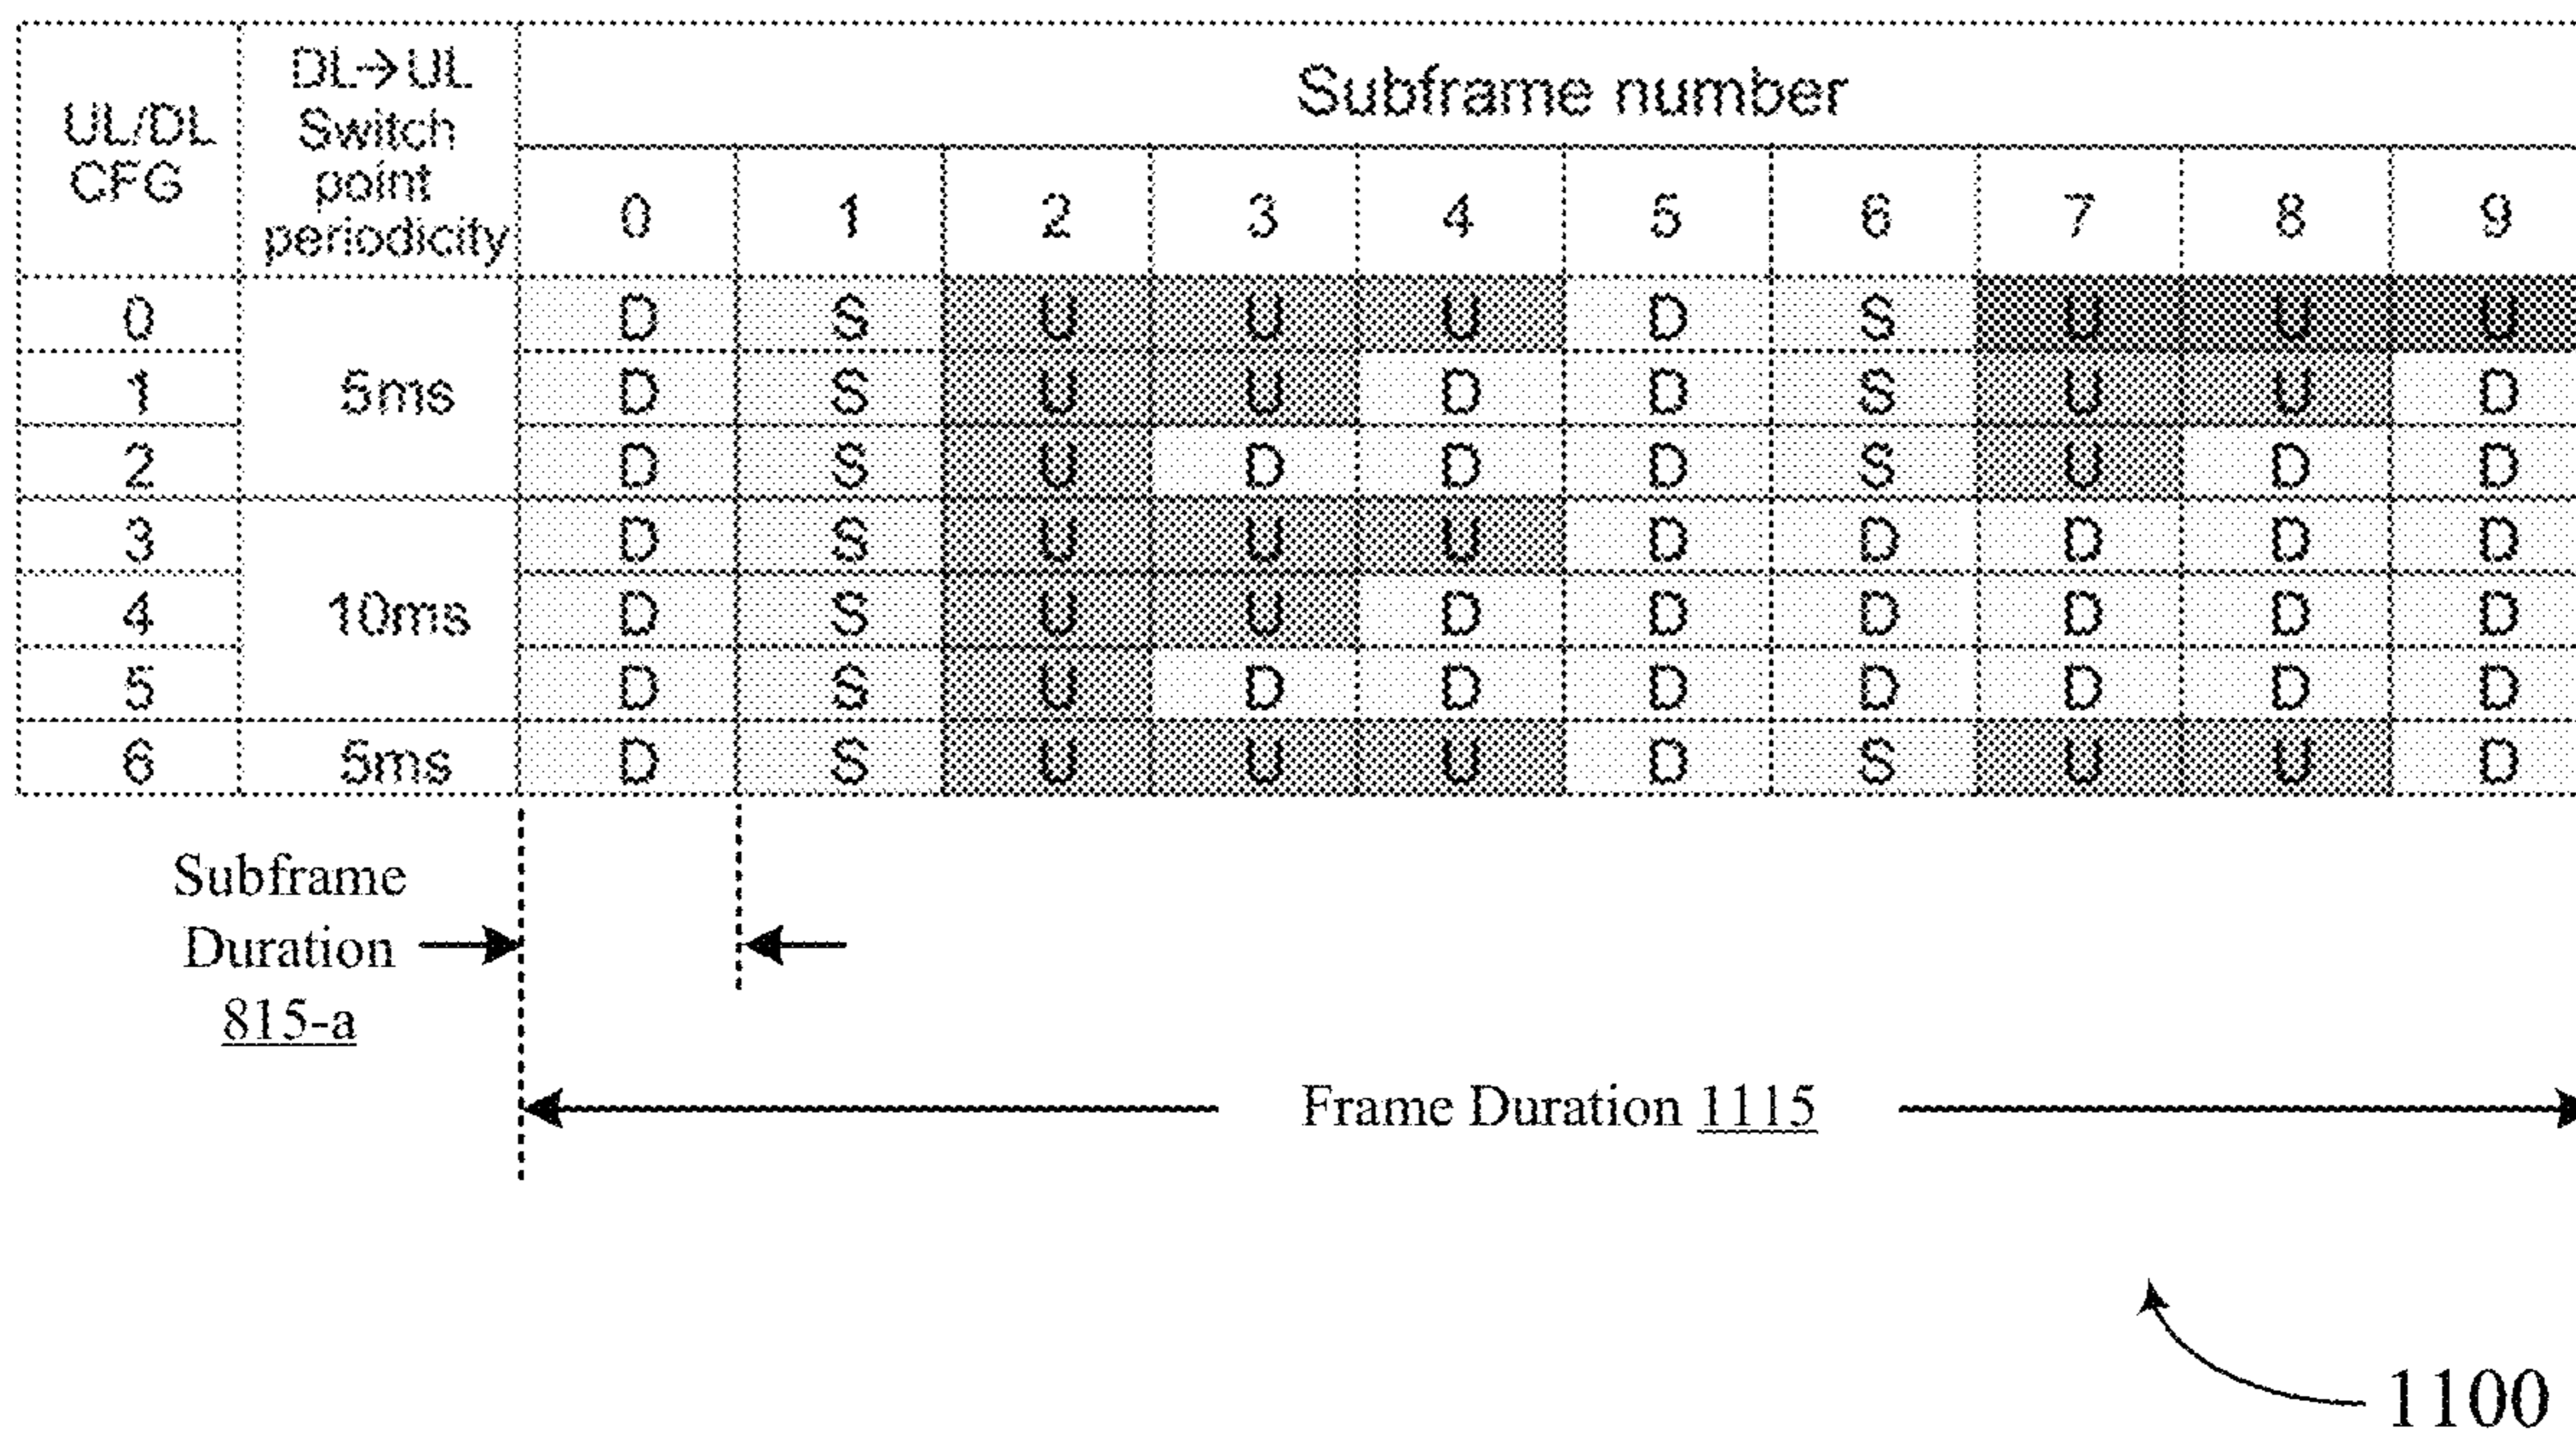 UL/DL
CFG
DL→UL
Switch
point
periodicity
Subframe number
0 1 2 3 4 5 6 7 8 9
0 D S U U U D S U U U
5ms
1 D S U U D D S U U D
2 D S U D D D S U D D
3 D S U U U D D D D D
10ms
4 D S U U D D D D D D
5 D S U D D D D D D D
6 5ms D S U U U D S U U D
Subframe
Duration
815-a
Frame Duration 1115
1100